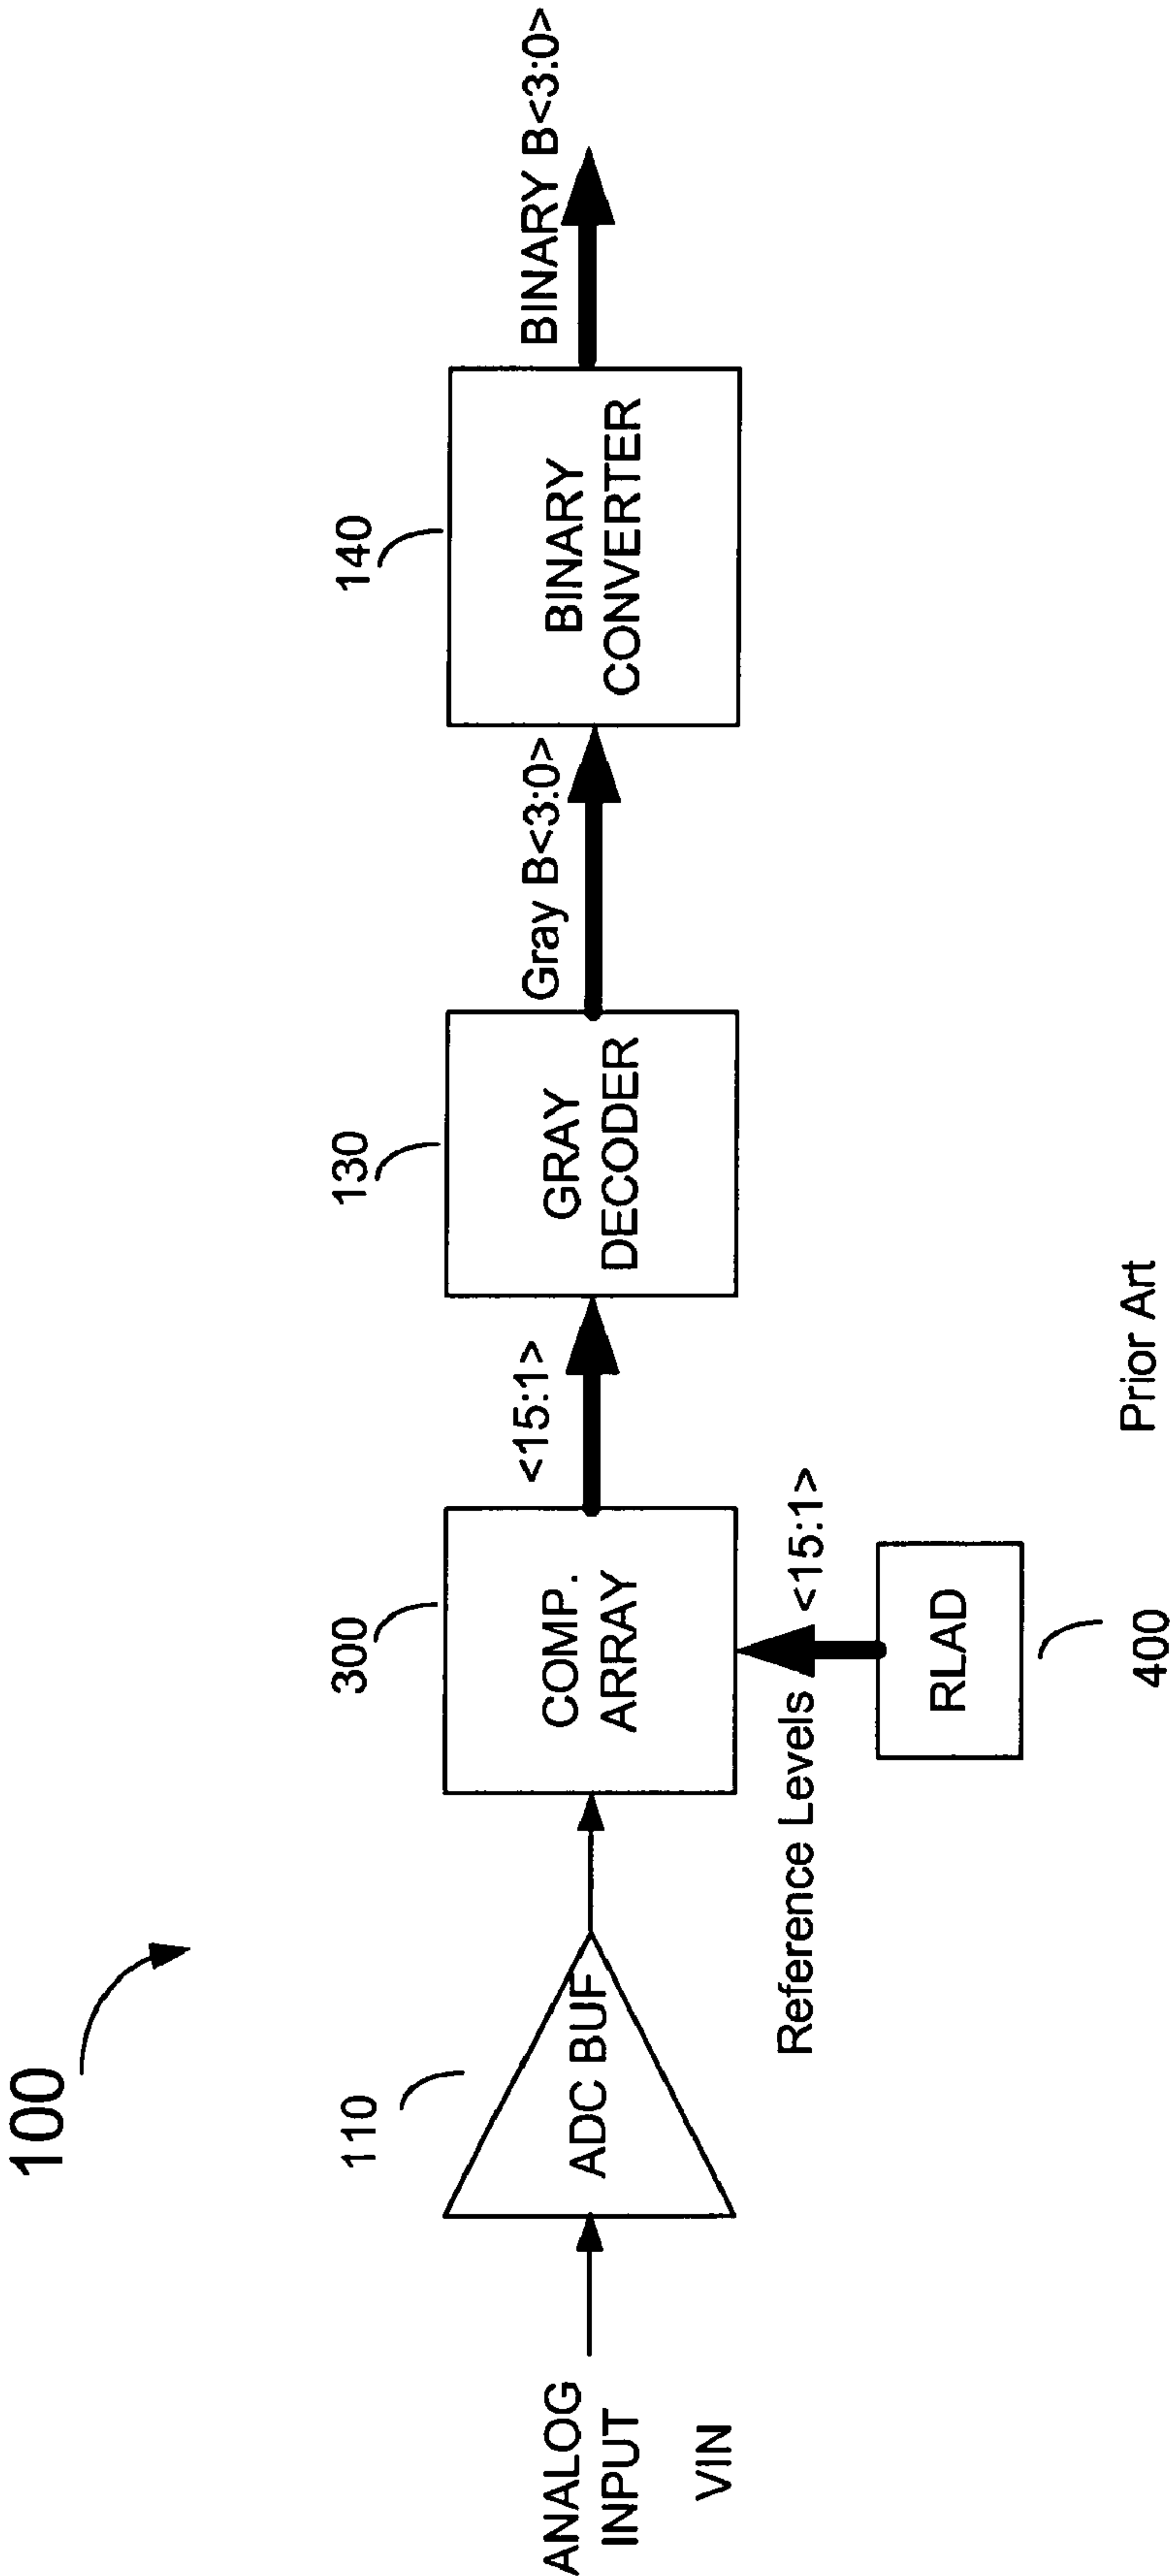 100
ANALOG
INPUT
VIN
110
ADC BUF
300
COMP.
ARRAY
<15:1>
Reference Levels <15:1>
RLAD
400
130
GRAY
DECODER
Gray B<3:0>
140
BINARY
CONVERTER
BINARY B<3:0>
Prior Art